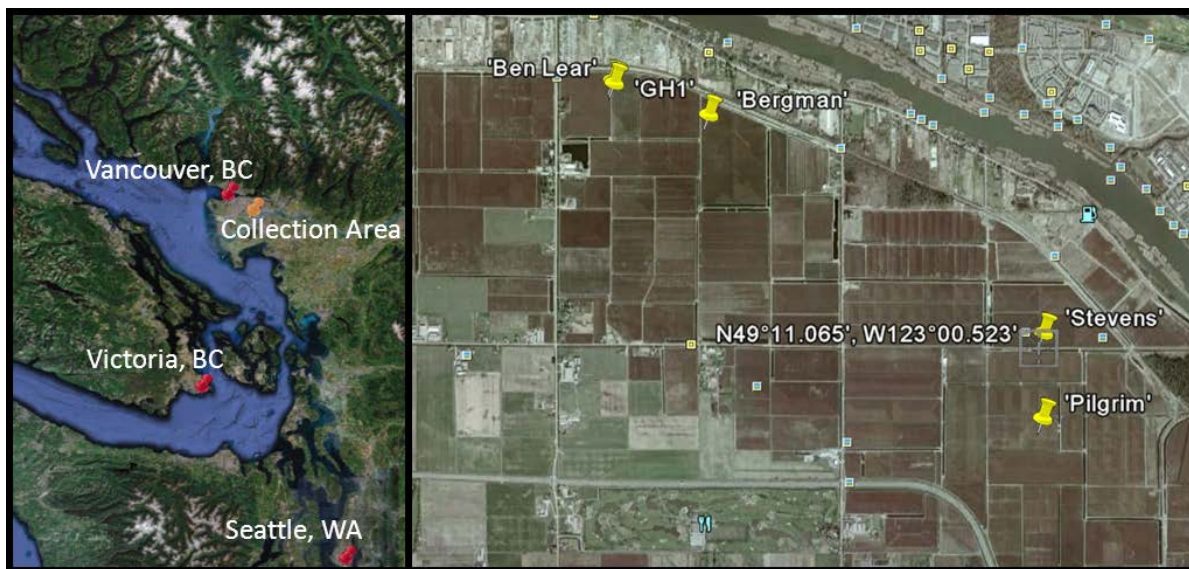 Vancouver, BC
Collection Area
Victoria, BC
Seattle, WA
'Ben Lear'
'GH1'
'Bergman'
N49°11.065', W123°00.523'
'Stevens'
'Pilgrim'